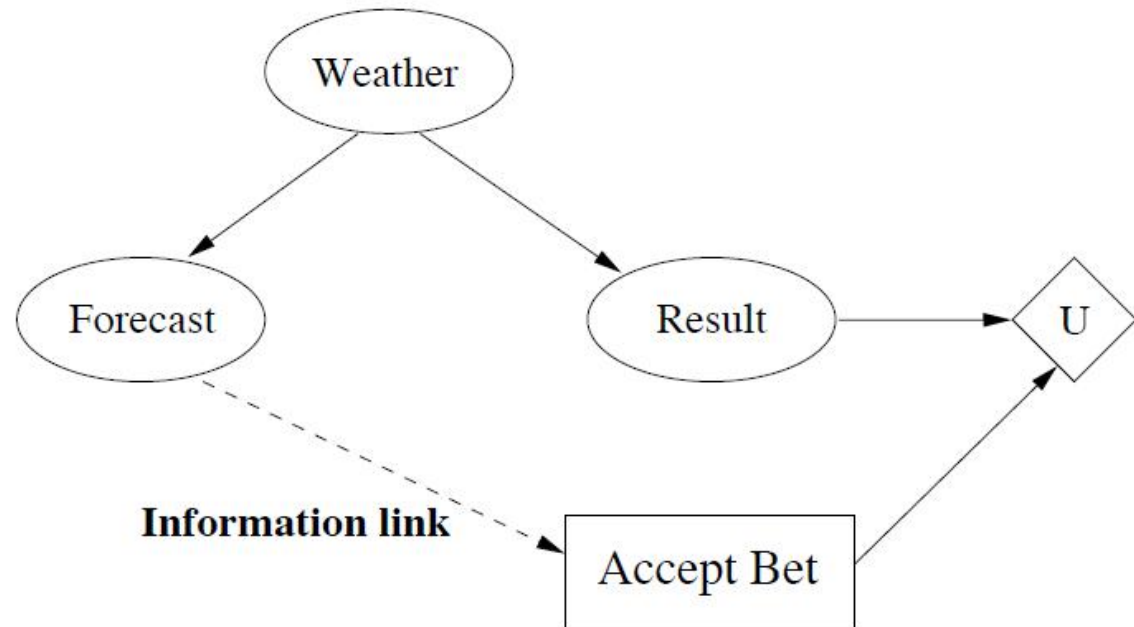 Weather
Forecast
Result
U
Information link
Accept Bet